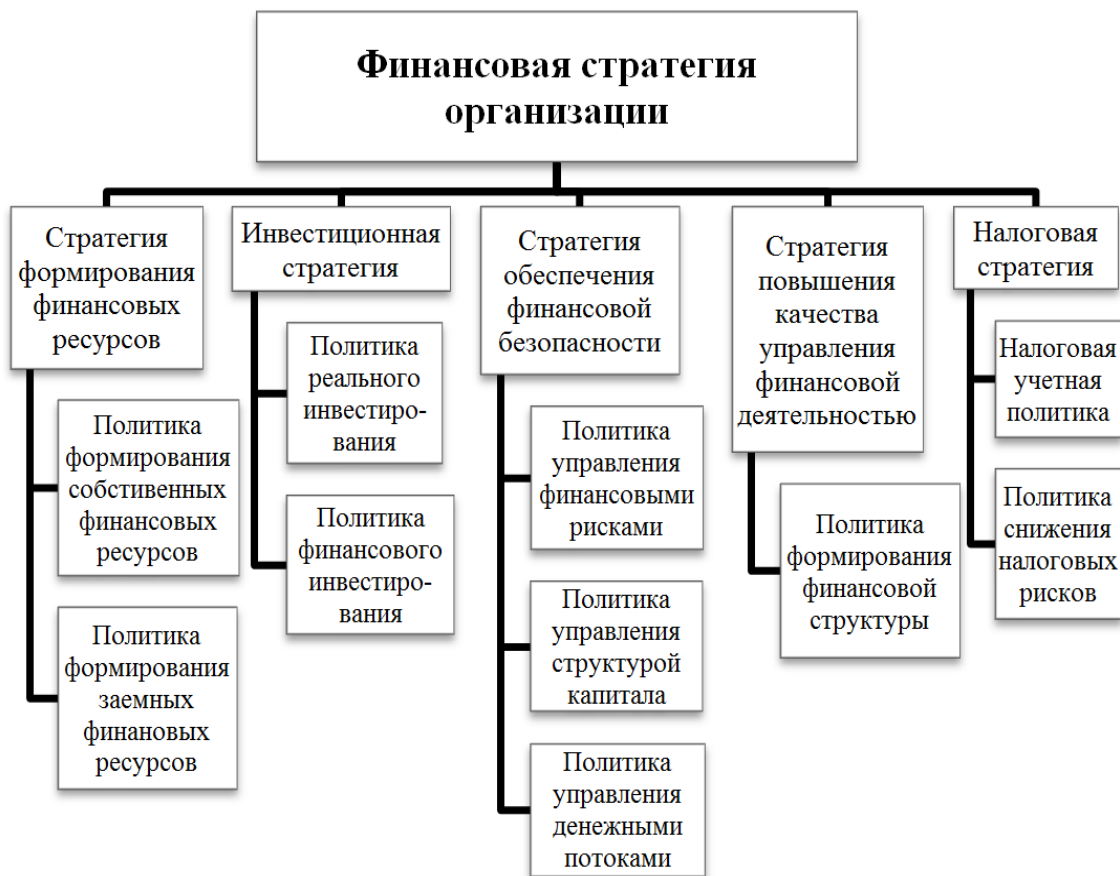 Финансовая стратегия
организации
Стратегия
формирования
финансовых
ресурсов
Политика
формирования
собстивенных
финансовых
ресурсов
Политика
формирования
заемных
финановых
ресурсов
Инвестиционная
стратегия
Политика
реального
инвестиро-
вания
Политика
финансового
инвестиро-
вания
Стратегия
обеспечения
финансовой
безопасности
Политика
управления
финансовыми
рисками
Политика
управления
структурой
капитала
Политика
управления
денежными
потоками
Стратегия
повышения
качества
управления
финансовой
деятельностью
Политика
формирования
финансовой
структуры
Налоговая
стратегия
Налоговая
учетная
политика
Политика
снижения
налоговых
рисков